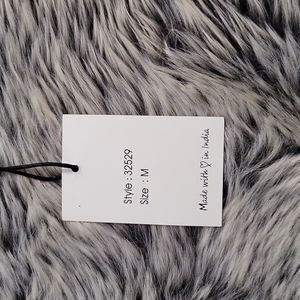 Style : 32529
Size : M
Made with ♡ in India